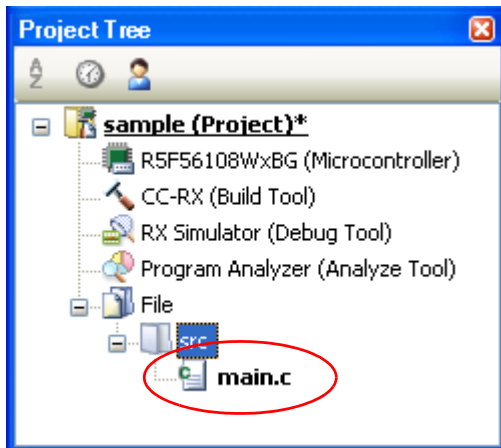 Project Tree
A
Z
sample (Project)*
R5F56108WxBG (Microcontroller)
CC-RX (Build Tool)
RX Simulator (Debug Tool)
Program Analyzer (Analyze Tool)
File
src
C main.c